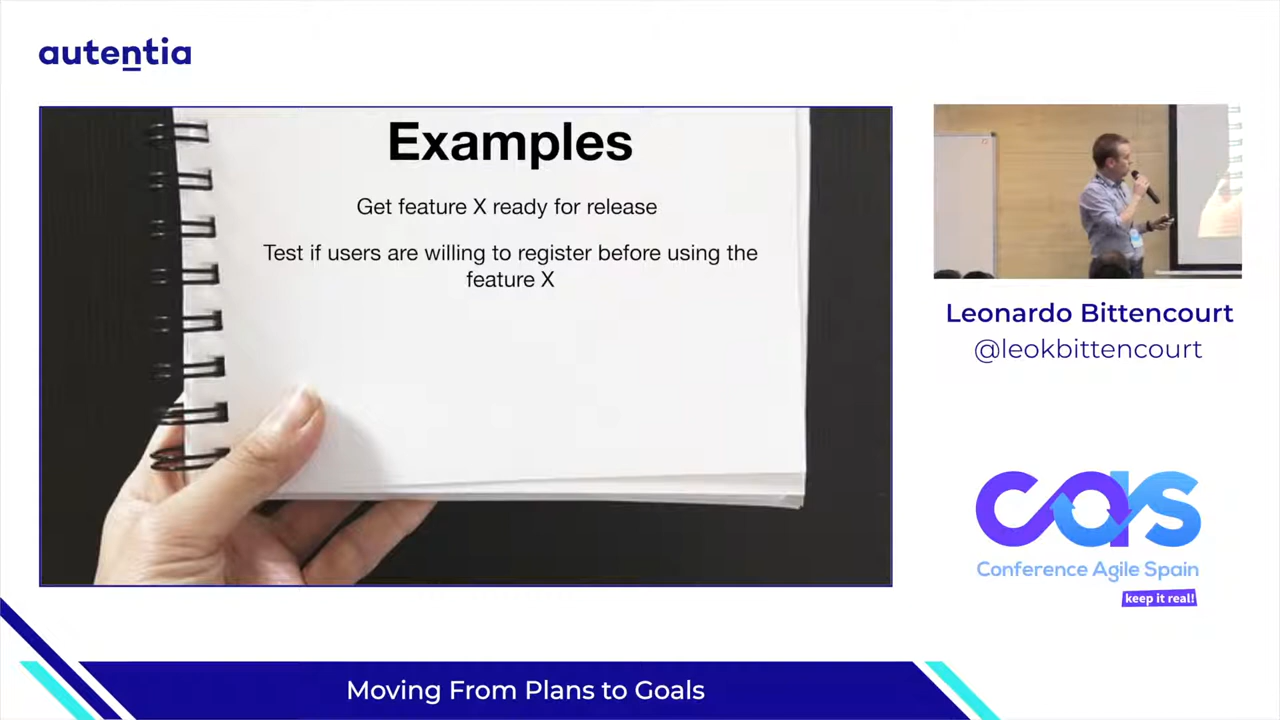 autentia
Examples
Get feature X ready for release
Test if users are willing to register before using the
feature X
Leonardo Bittencourt
@leokbittencourt
cas
Conference Agile Spain
keep it real!
Moving From Plans to Goals